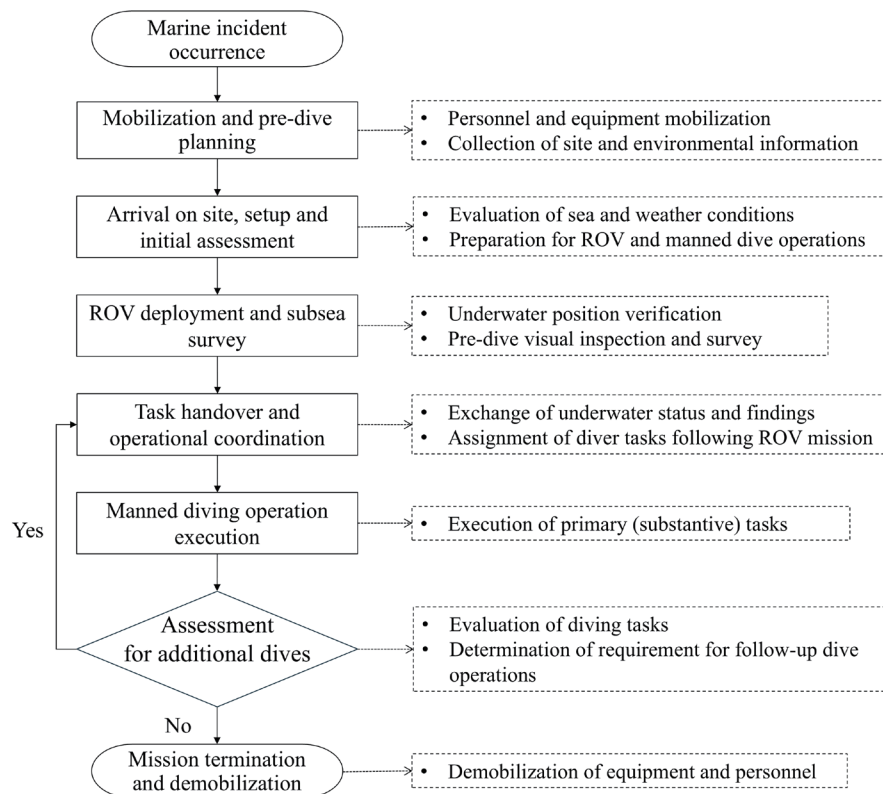 Marine incident
occurrence
Mobilization and pre-dive
planning
• Personnel and equipment mobilization
• Collection of site and environmental information
Arrival on site, setup and
initial assessment
• Evaluation of sea and weather conditions
• Preparation for ROV and manned dive operations
ROV deployment and subsea
survey
• Underwater position verification
• Pre-dive visual inspection and survey
Task handover and
operational coordination
• Exchange of underwater status and findings
• Assignment of diver tasks following ROV mission
Manned diving operation
execution
• Execution of primary (substantive) tasks
Yes
Assessment
for additional dives
• Evaluation of diving tasks
• Determination of requirement for follow-up dive
operations
No
Mission termination
and demobilization
• Demobilization of equipment and personnel